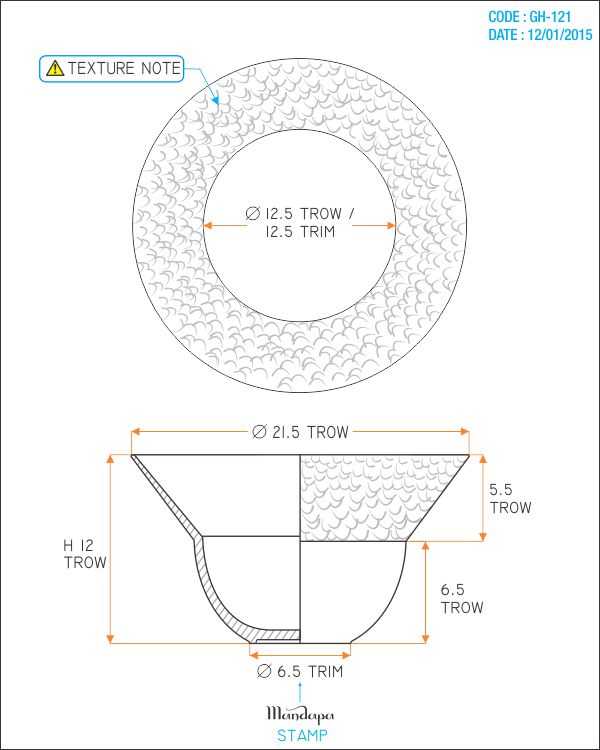 CODE : GH-121
DATE : 12/01/2015
TEXTURE NOTE
Ø 12.5 TROW /
12.5 TRIM
Ø 21.5 TROW
5.5
TROW
H 12
TROW
6.5
TROW
Ø 6.5 TRIM
Mandapa
STAMP